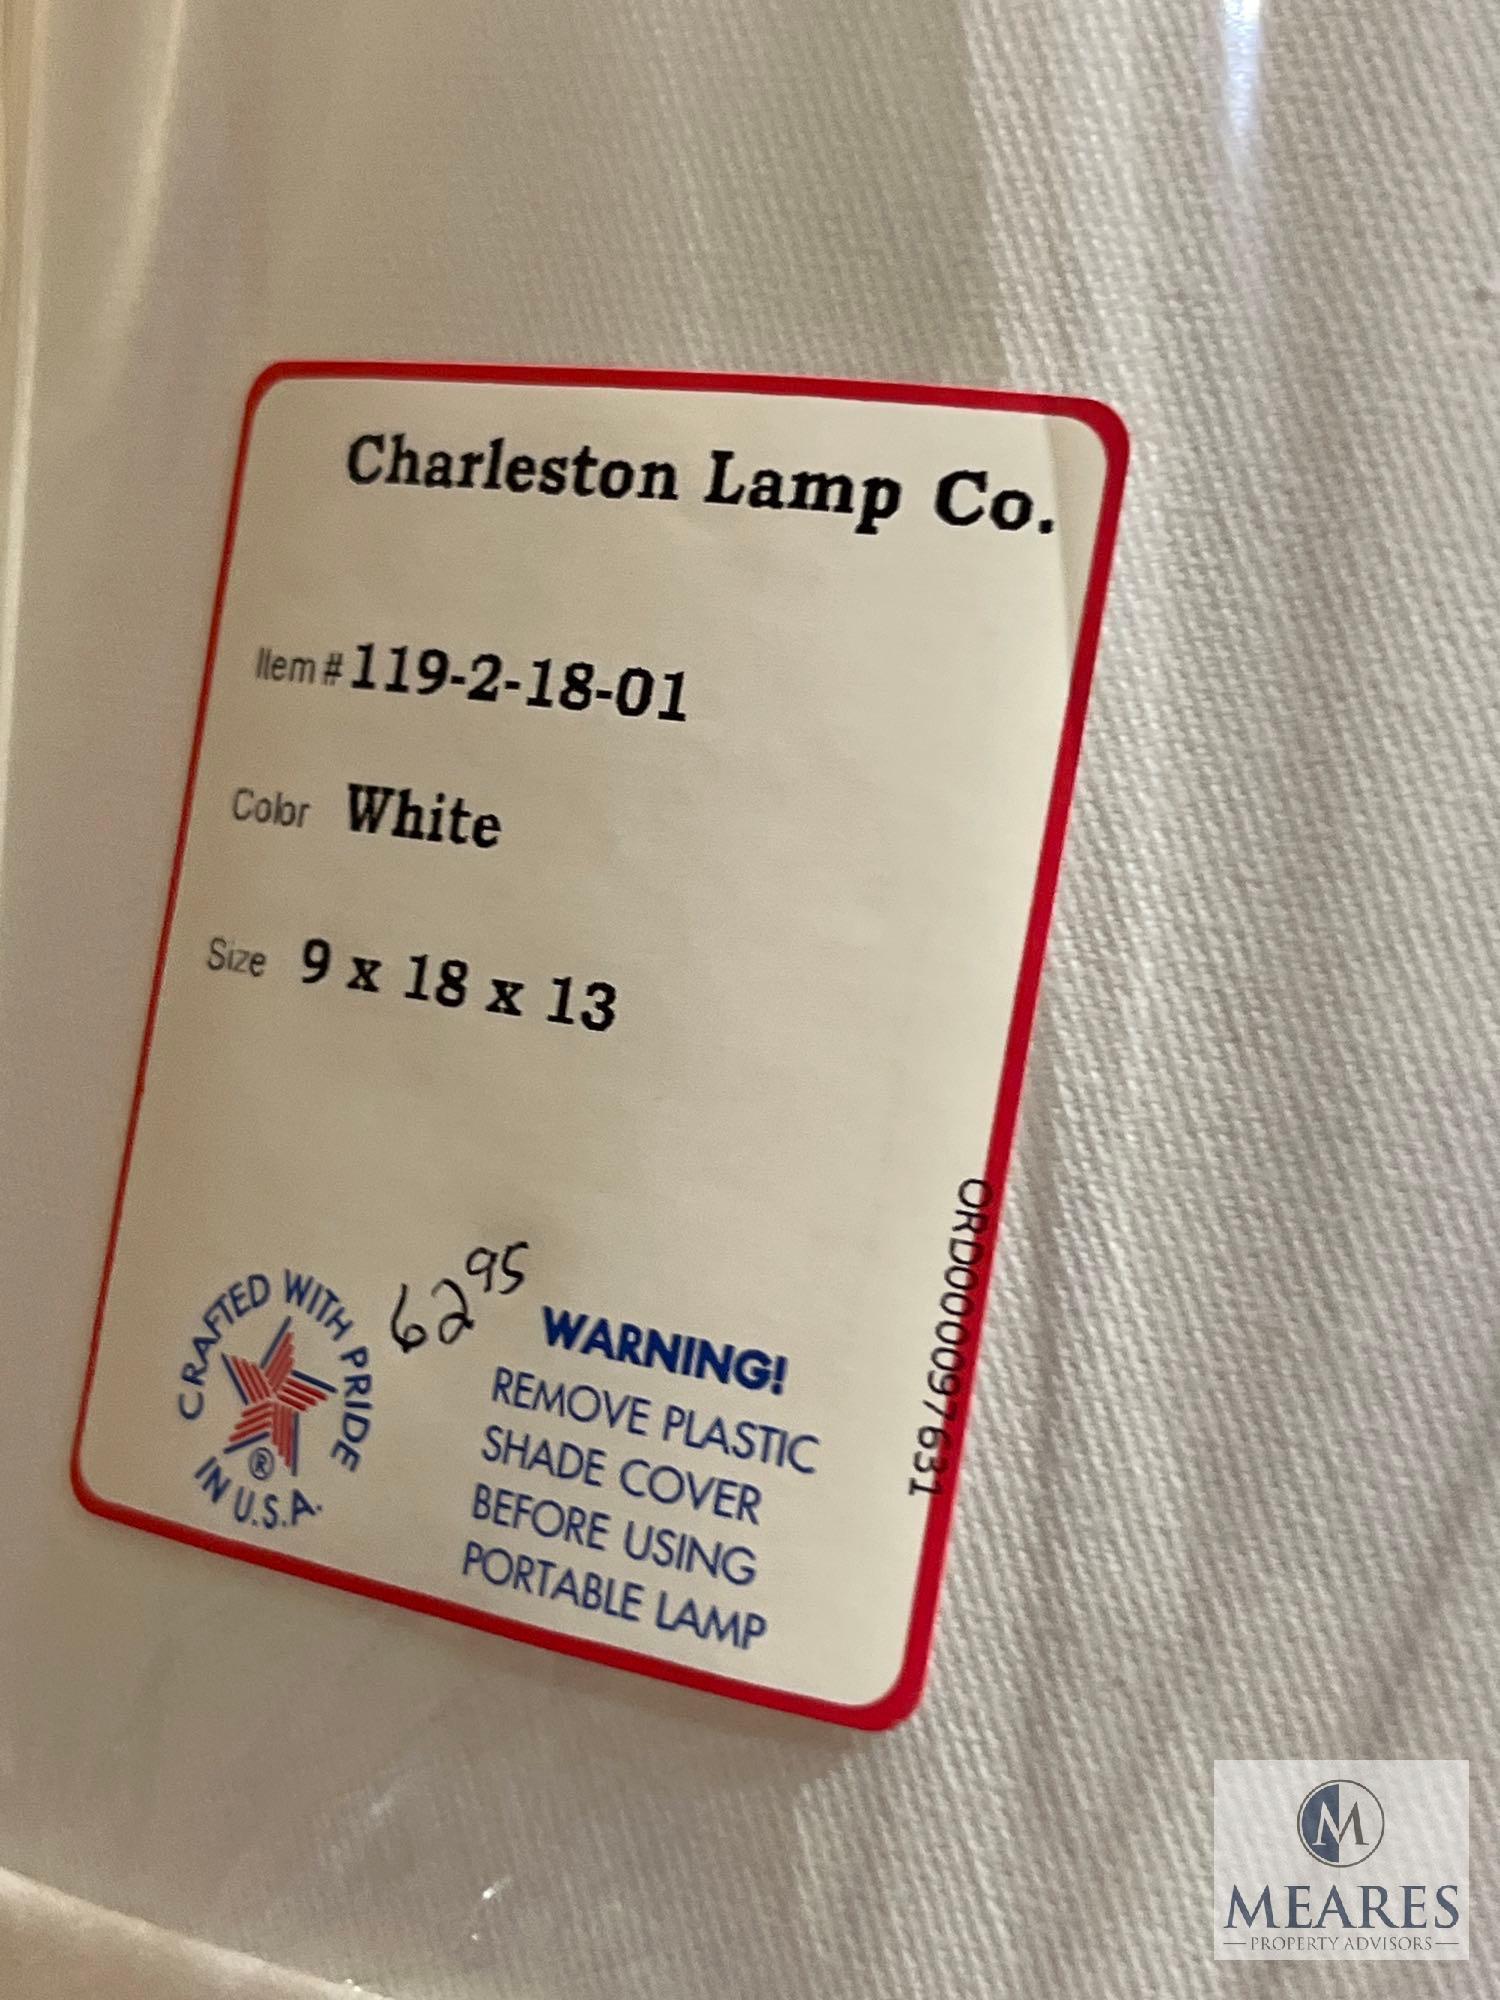 Charleston Lamp Co.
Item # 119-2-18-01
Color White
Size 9 x 18 x 13
62 95
CRAFTED WITH PRIDE
IN U.S.A.
®
WARNING!
REMOVE PLASTIC
SHADE COVER
BEFORE USING
PORTABLE LAMP
ORD000097631
M
MEARES
PROPERTY ADVISORS